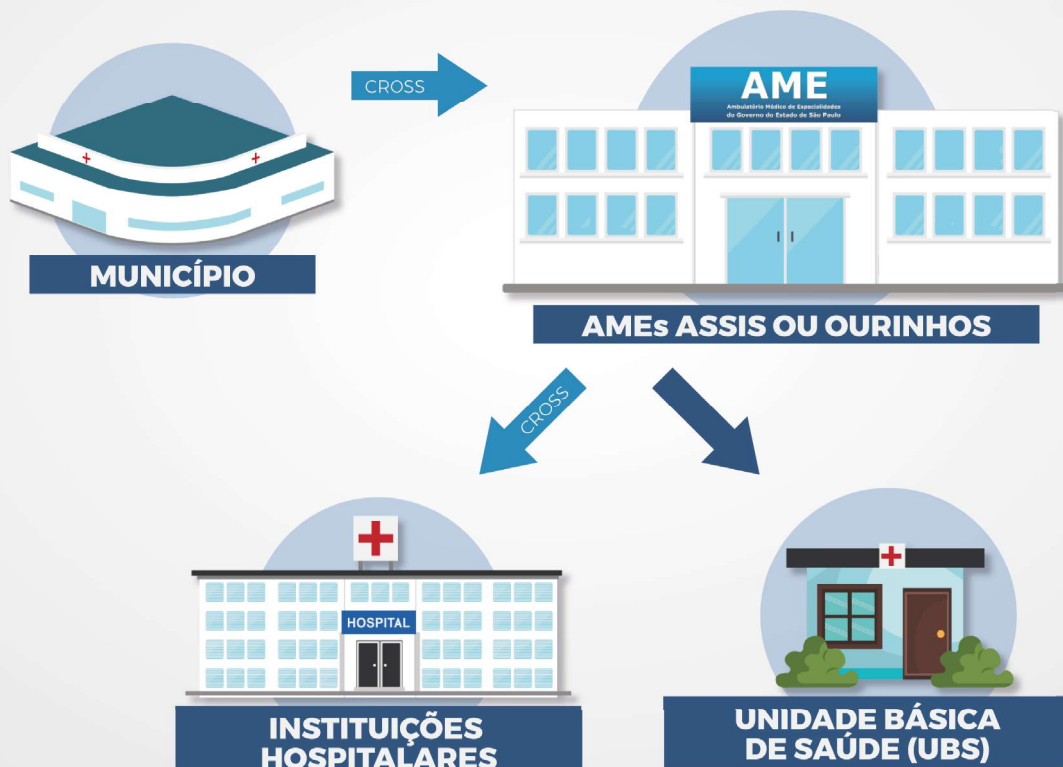 CROSS
AME
Ambulatório Médico de Especialidades
do Governo do Estado de São Paulo
MUNICÍPIO
AMEs ASSIS OU OURINHOS
CROSS
HOSPITAL
INSTITUIÇÕES
HOSPITALARES
UNIDADE BÁSICA
DE SAÚDE (UBS)